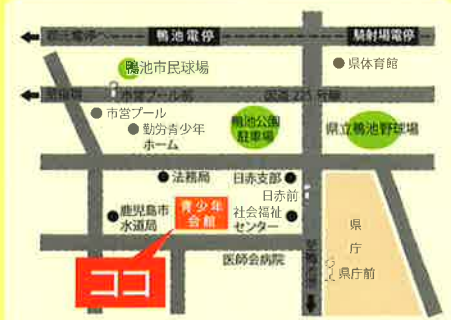 郡元電停へ
鴨池電停
騎射場電停
鴨池市民球場
県体育館
市営プール前
国道225号線
市営プール
勤労青少年
ホーム
鴨池公園
駐車場
県立鴨池野球場
法務局
日赤支部
日赤前
青少年
会館
鹿児島市
水道局
社会福祉
センター
県
庁
県庁前
医師会病院
ココ